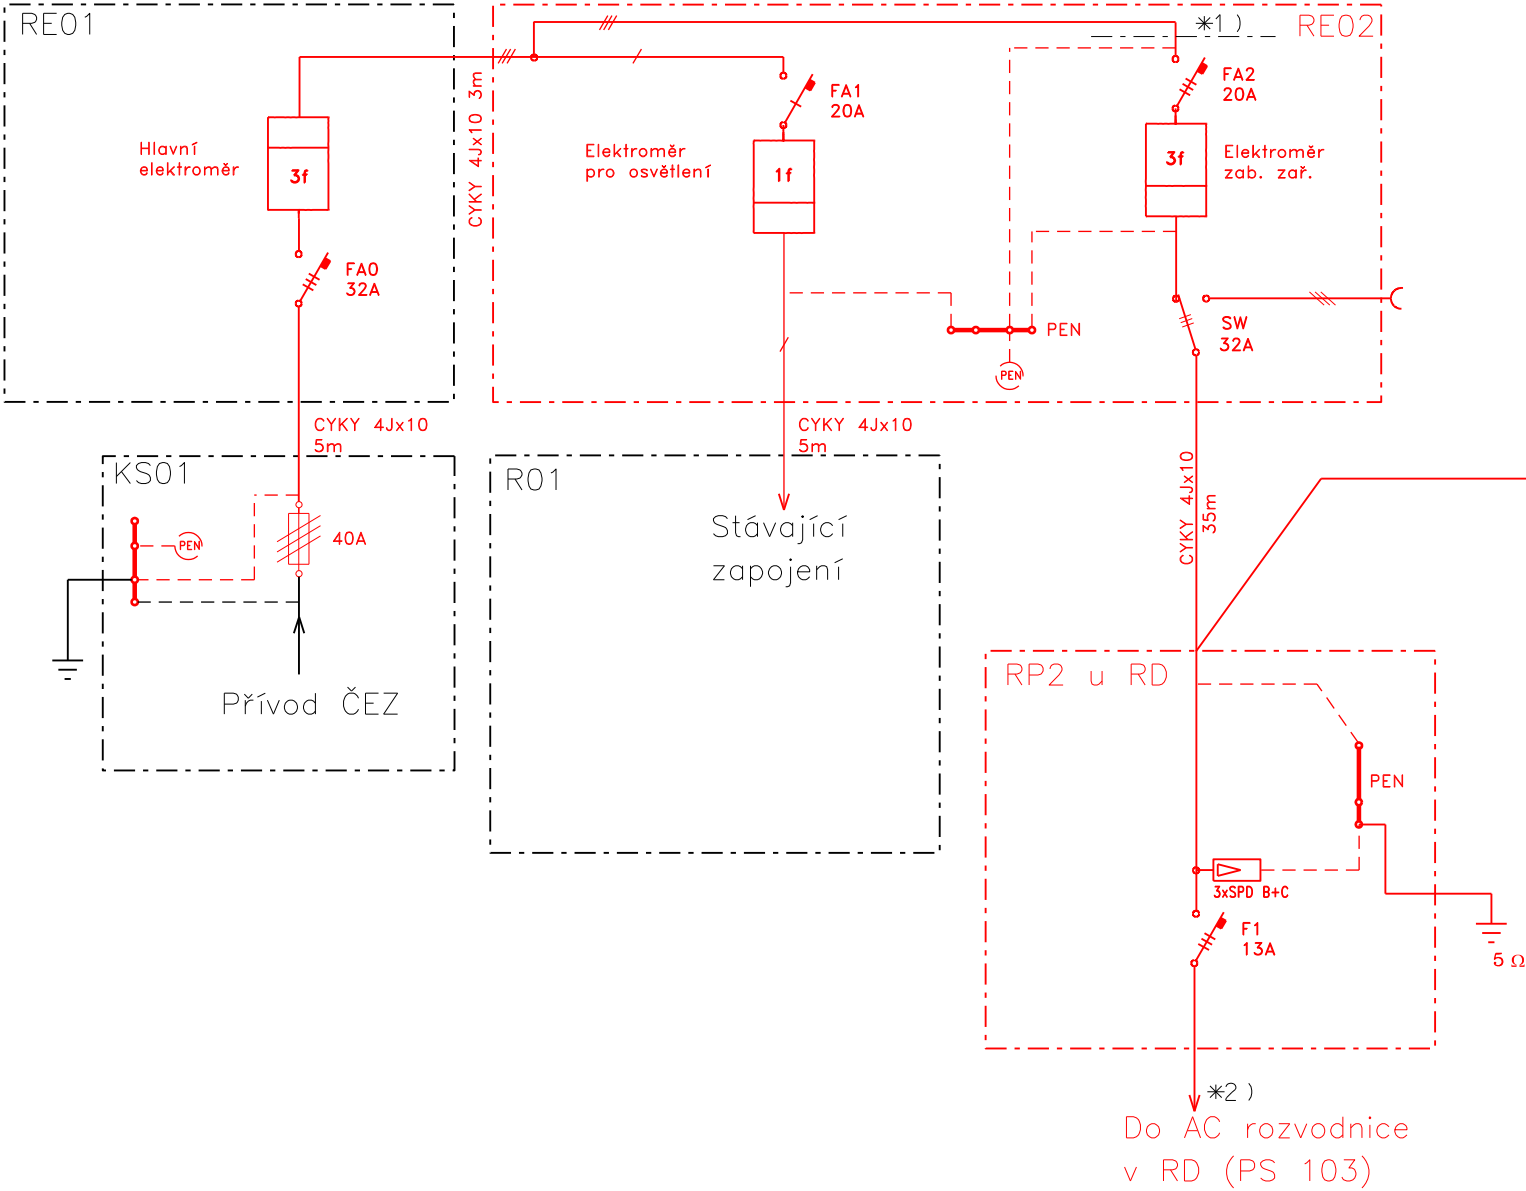 RE01
Hlavní
elektroměr
3f
FA0
32A
CYKY 4Jx10 3m
RE02
*1)
FA1
20A
Elektroměr
pro osvětlení
1f
FA2
20A
3f
Elektroměr
zab. zař.
PEN
PEN
SW
32A
CYKY 4Jx10
5m
CYKY 4Jx10
5m
KS01
PEN
40A
Přívod ČEZ
R01
Stávající
zapojení
CYKY 4Jx10
35m
RP2 u RD
PEN
3xSPD B+C
F1
13A
5 Ω
*2)
Do AC rozvodnice
v RD (PS 103)